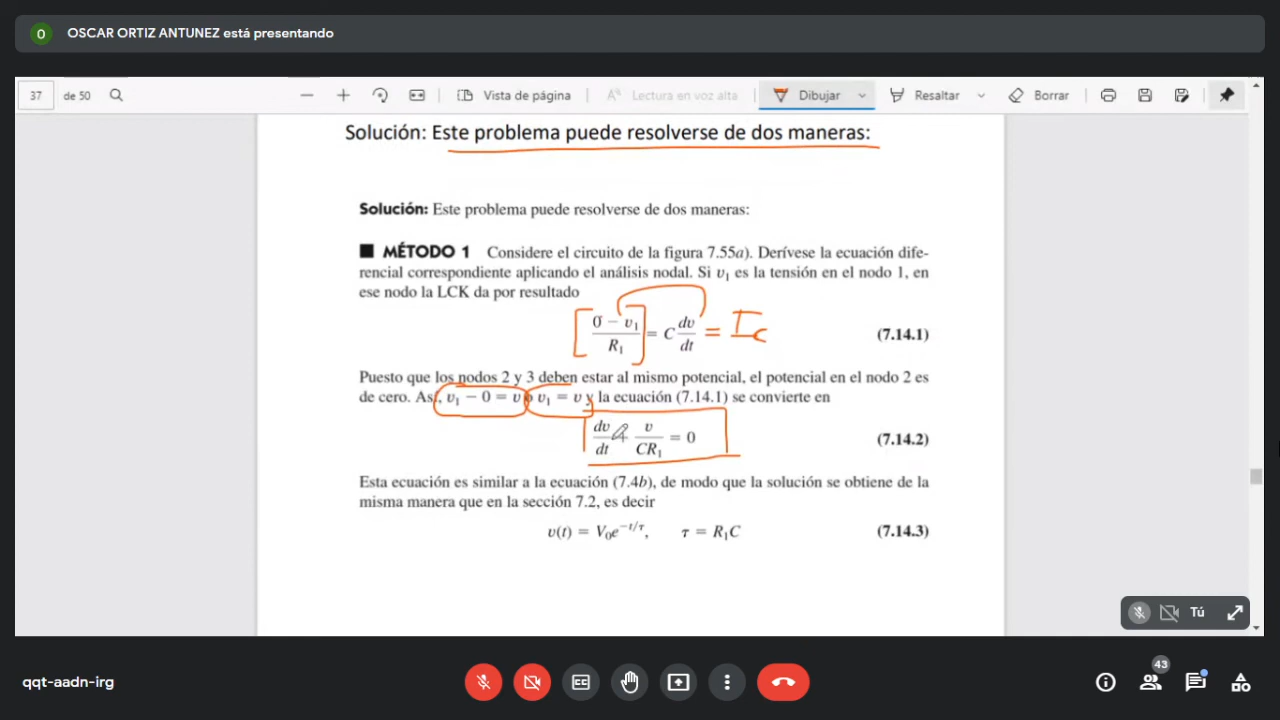 O OSCAR ORTIZ ANTUNEZ está presentando
37 de 50 Vista de página Lectura en voz alta Dibujar Resaltar Borrar
Solución: Este problema puede resolverse de dos maneras:
Solución: Este problema puede resolverse de dos maneras:
■ MÉTODO 1 Considere el circuito de la figura 7.55a). Derívese la ecuación dife-
rencial correspondiente aplicando el análisis nodal. Si v₁ es la tensión en el nodo 1, en
ese nodo la LCK da por resultado
[(0 − v₁)/R₁] = C dv/dt = Ic (7.14.1)
Puesto que los nodos 2 y 3 deben estar al mismo potencial, el potencial en el nodo 2 es
de cero. Así, v₁ − 0 = v o v₁ = v y la ecuación (7.14.1) se convierte en
dv/dt + v/CR₁ = 0 (7.14.2)
Esta ecuación es similar a la ecuación (7.4b), de modo que la solución se obtiene de la
misma manera que en la sección 7.2, es decir
v(t) = V₀e^−t/τ, τ = R₁C (7.14.3)
Tú
qqt-aadn-irg
43